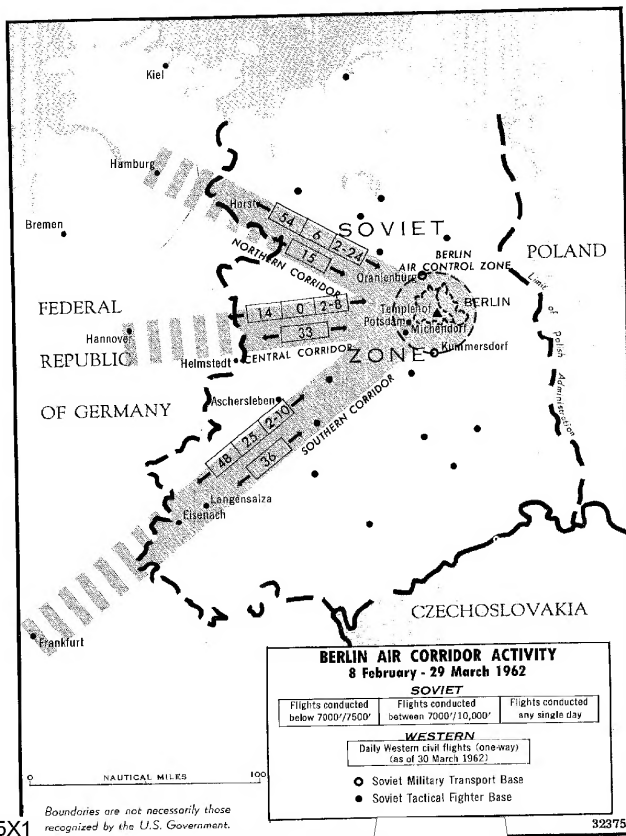 Kiel
Hamburg
Horst
Bremen
54 6 2-24
15
NORTHERN CORRIDOR
SOVIET
BERLIN
AIR CONTROL ZONE
Oranienburg
POLAND
FEDERAL
14 0 2-8
33
Templehof
BERLIN
Potsdam
Michendorf
Hannover
REPUBLIC
Helmstedt
CENTRAL CORRIDOR
ZONE
Kummersdorf
Limit of Polish Administration
OF GERMANY
Aschersleben
48 25 2-10
36
SOUTHERN CORRIDOR
Langensalza
Eisenach
CZECHOSLOVAKIA
Frankfurt
BERLIN AIR CORRIDOR ACTIVITY
8 February - 29 March 1962
SOVIET
Flights conducted
below 7000'/7500'
Flights conducted
between 7000'/10,000'
Flights conducted
any single day
WESTERN
Daily Western civil flights (one-way)
(as of 30 March 1962)
Soviet Military Transport Base
Soviet Tactical Fighter Base
0 NAUTICAL MILES 100
Boundaries are not necessarily those
recognized by the U.S. Government.
5X1
32375